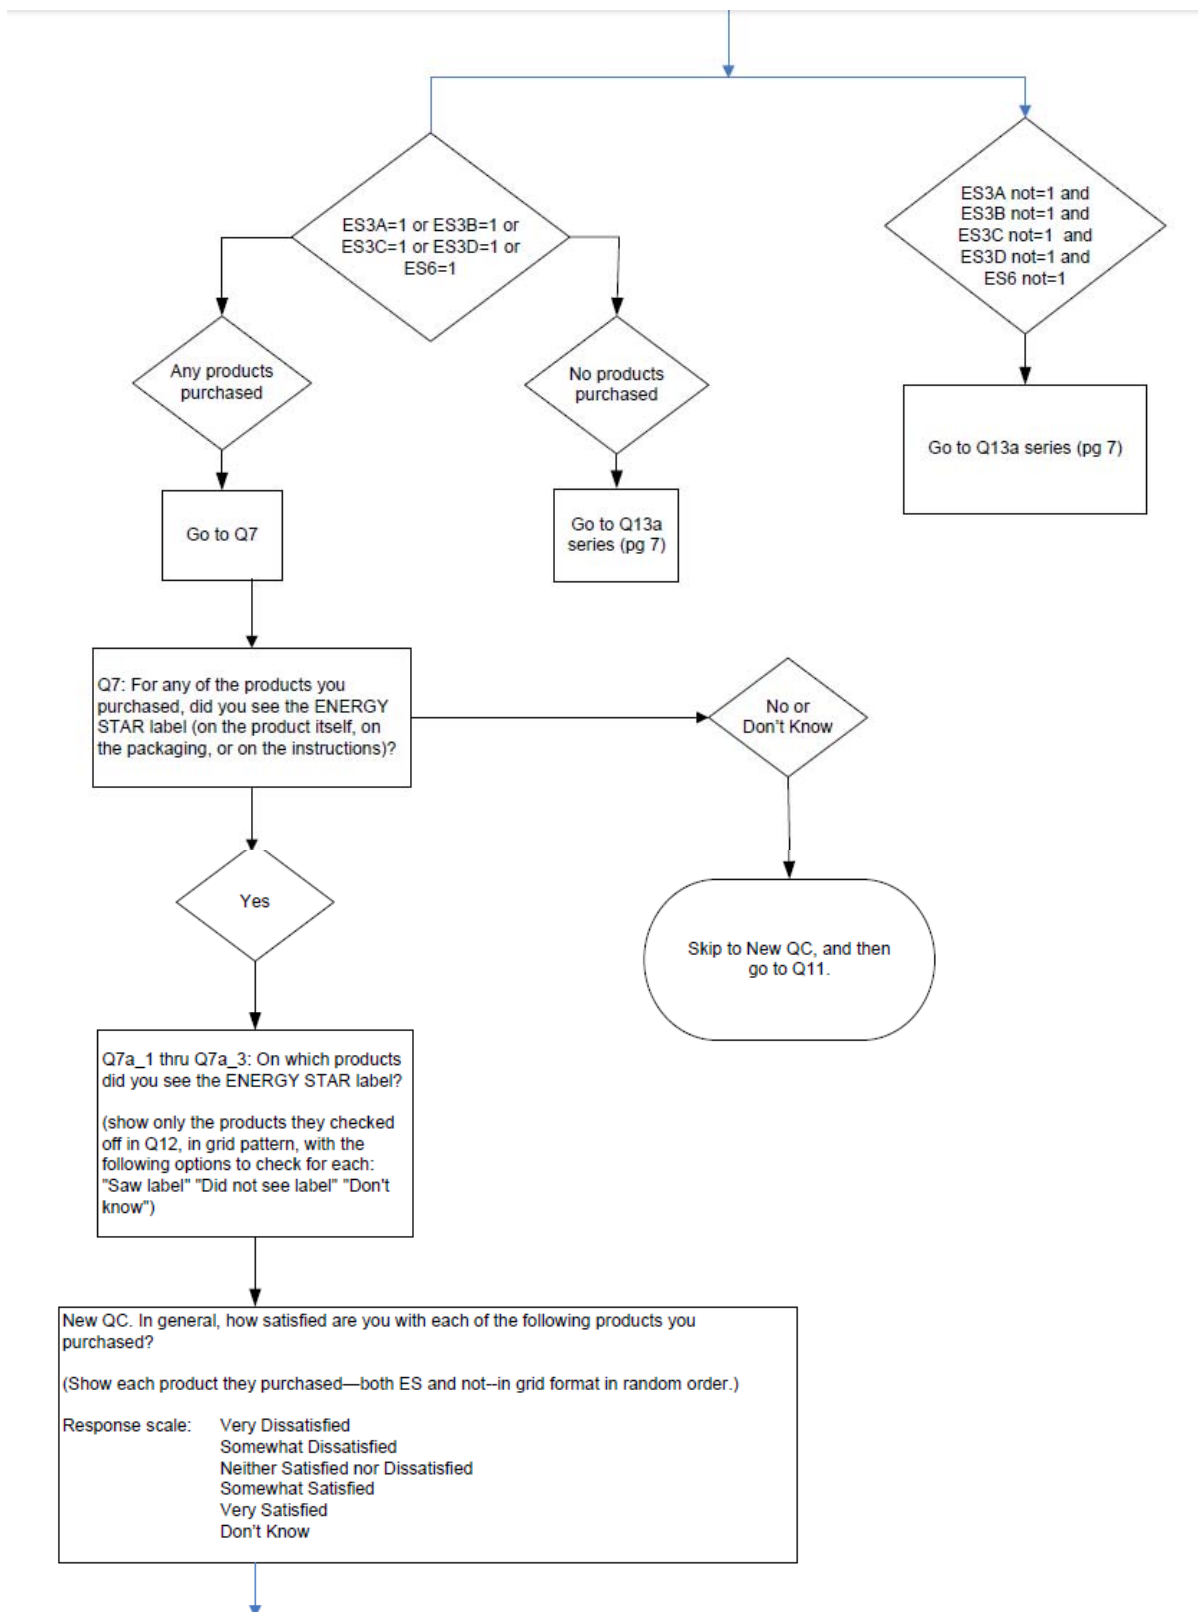 ES3A=1 or ES3B=1 or
ES3C=1 or ES3D=1 or
ES6=1
ES3A not=1 and
ES3B not=1 and
ES3C not=1 and
ES3D not=1 and
ES6 not=1
Any products
purchased
No products
purchased
Go to Q13a series (pg 7)
Go to Q7
Go to Q13a
series (pg 7)
Q7: For any of the products you
purchased, did you see the ENERGY
STAR label (on the product itself, on
the packaging, or on the instructions)?
No or
Don't Know
Yes
Skip to New QC, and then
go to Q11.
Q7a_1 thru Q7a_3: On which products
did you see the ENERGY STAR label?
(show only the products they checked
off in Q12, in grid pattern, with the
following options to check for each:
"Saw label" "Did not see label" "Don't
know")
New QC. In general, how satisfied are you with each of the following products you
purchased?
(Show each product they purchased—both ES and not--in grid format in random order.)
Response scale: Very Dissatisfied
Somewhat Dissatisfied
Neither Satisfied nor Dissatisfied
Somewhat Satisfied
Very Satisfied
Don't Know